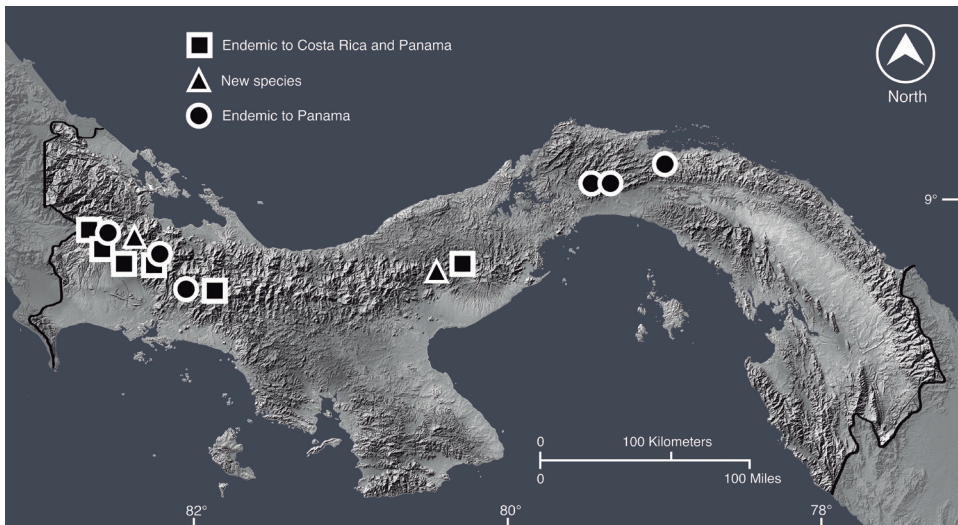 Endemic to Costa Rica and Panama
New species
Endemic to Panama
North
9°
0
100 Kilometers
0
100 Miles
82°
80°
78°